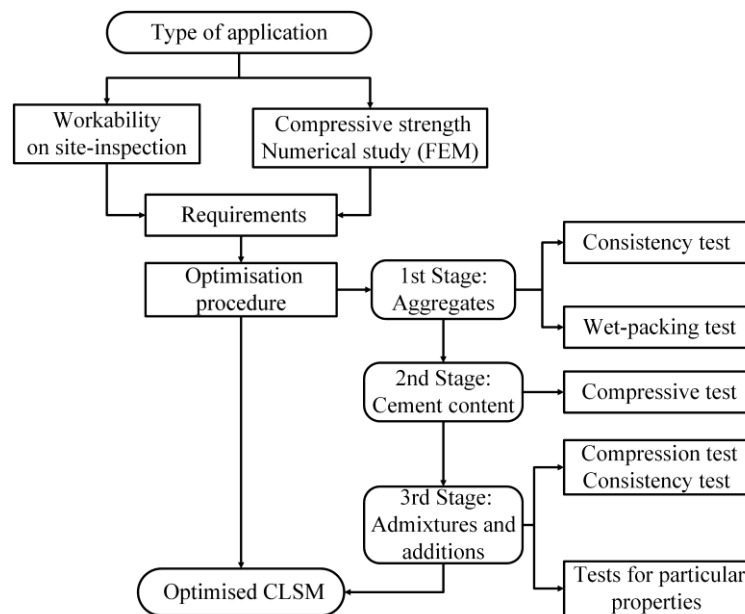 Type of application
Workability
on site-inspection
Compressive strength
Numerical study (FEM)
Requirements
Optimisation
procedure
1st Stage:
Aggregates
Consistency test
Wet-packing test
2nd Stage:
Cement content
Compressive test
3rd Stage:
Admixtures and
additions
Compression test
Consistency test
Tests for particular
properties
Optimised CLSM